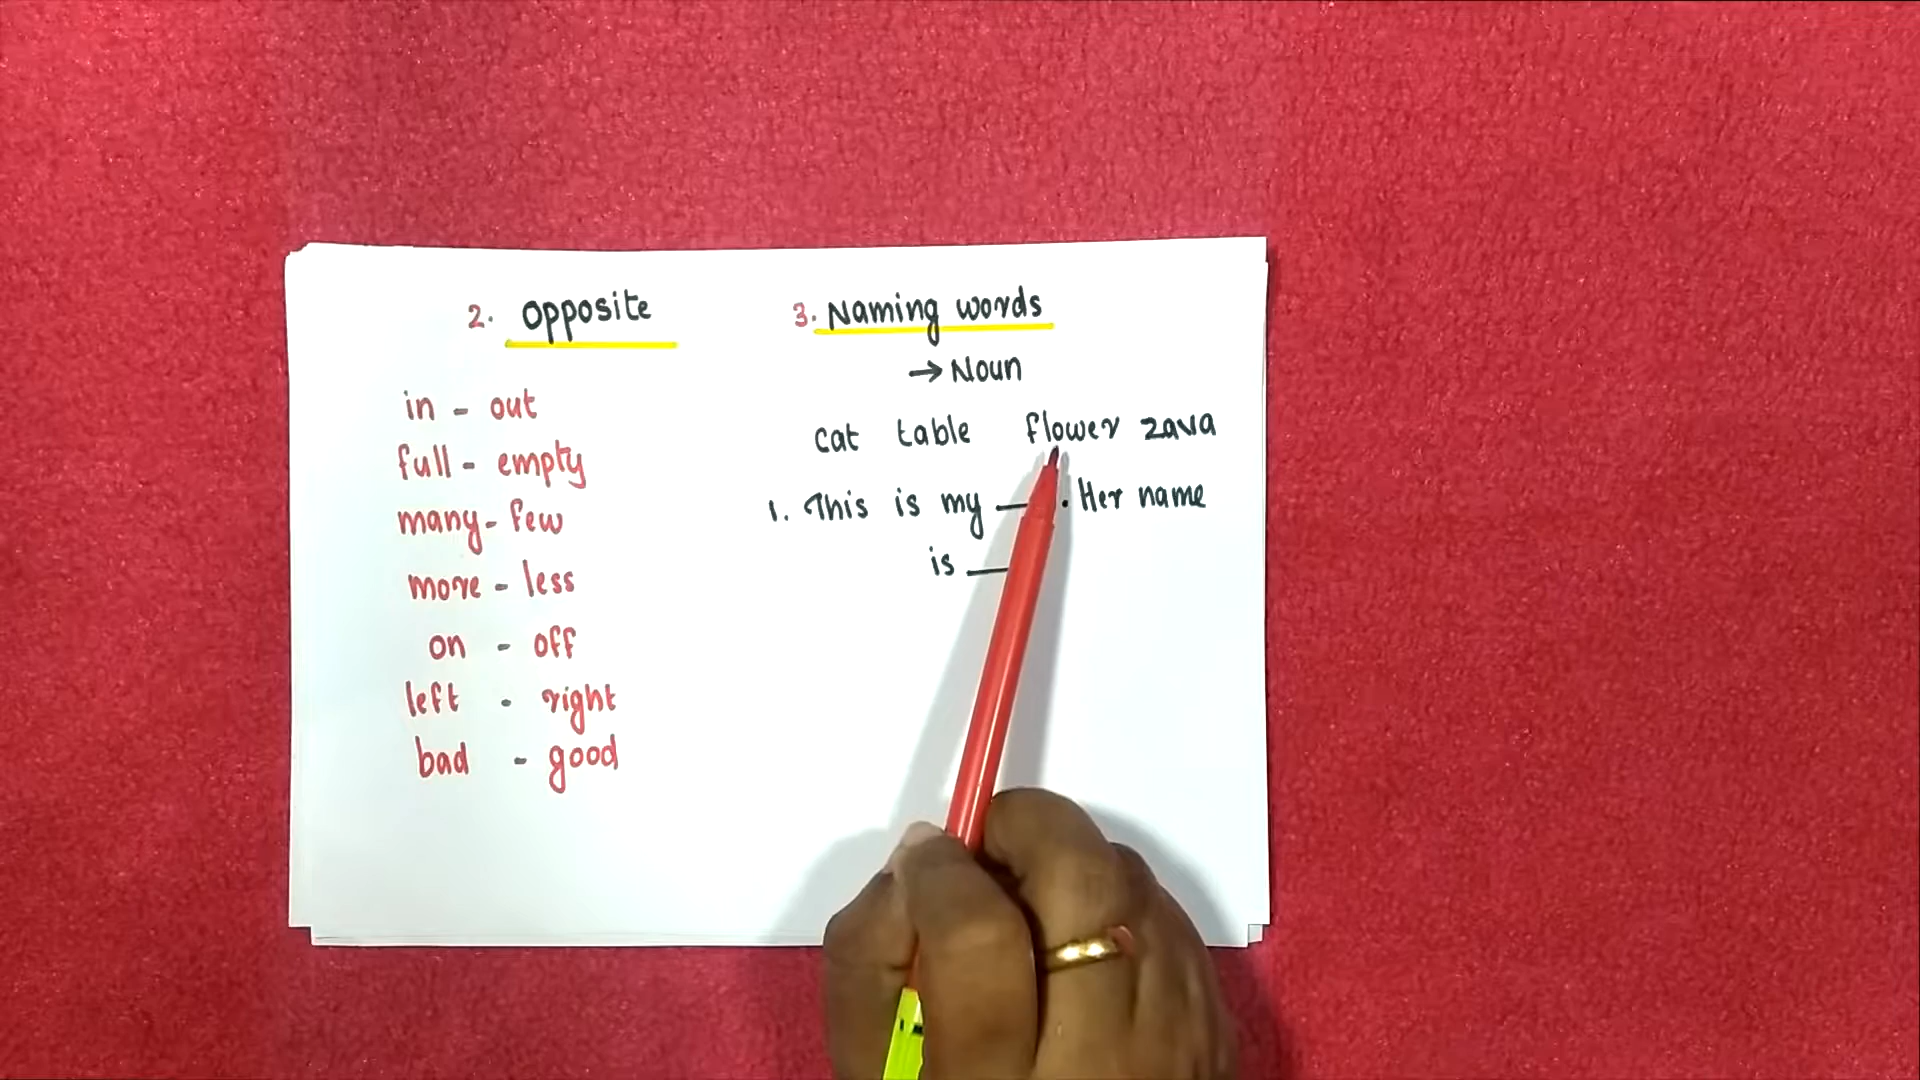 2. opposite
in - out
full - empty
many - few
more - less
on - off
left - right
bad - good
3. Naming words
→ Noun
cat table flower zava
1. This is my ___. Her name
is ___